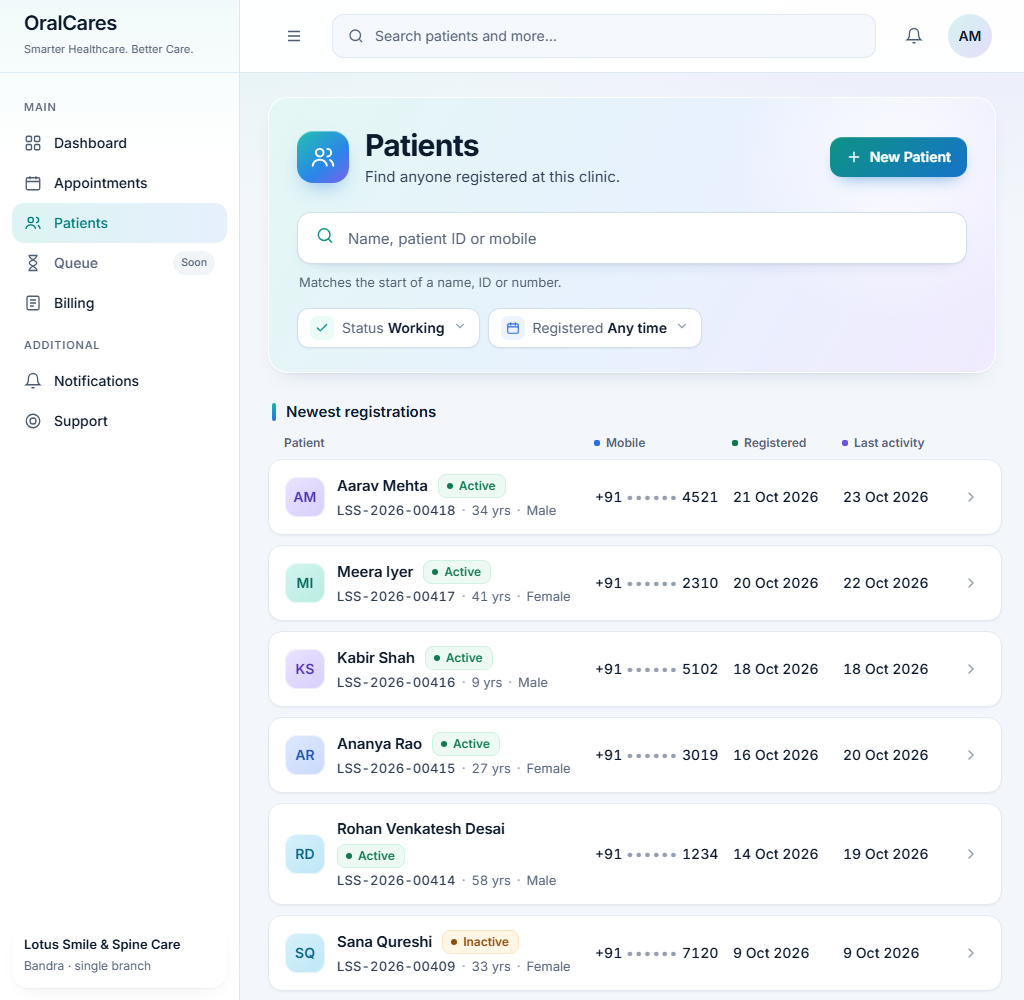 OralCares
Smarter Healthcare. Better Care.
Search patients and more...
AM
MAIN
Dashboard
Appointments
Patients
Queue Soon
Billing
ADDITIONAL
Notifications
Support
Lotus Smile & Spine Care
Bandra · single branch
Patients
Find anyone registered at this clinic.
+ New Patient
Name, patient ID or mobile
Matches the start of a name, ID or number.
Status Working
Registered Any time
Newest registrations
Patient Mobile Registered Last activity
AM Aarav Mehta Active
LSS-2026-00418 · 34 yrs · Male
+91 •••••• 4521 21 Oct 2026 23 Oct 2026
MI Meera Iyer Active
LSS-2026-00417 · 41 yrs · Female
+91 •••••• 2310 20 Oct 2026 22 Oct 2026
KS Kabir Shah Active
LSS-2026-00416 · 9 yrs · Male
+91 •••••• 5102 18 Oct 2026 18 Oct 2026
AR Ananya Rao Active
LSS-2026-00415 · 27 yrs · Female
+91 •••••• 3019 16 Oct 2026 20 Oct 2026
RD Rohan Venkatesh Desai
Active
LSS-2026-00414 · 58 yrs · Male
+91 •••••• 1234 14 Oct 2026 19 Oct 2026
SQ Sana Qureshi Inactive
LSS-2026-00409 · 33 yrs · Female
+91 •••••• 7120 9 Oct 2026 9 Oct 2026